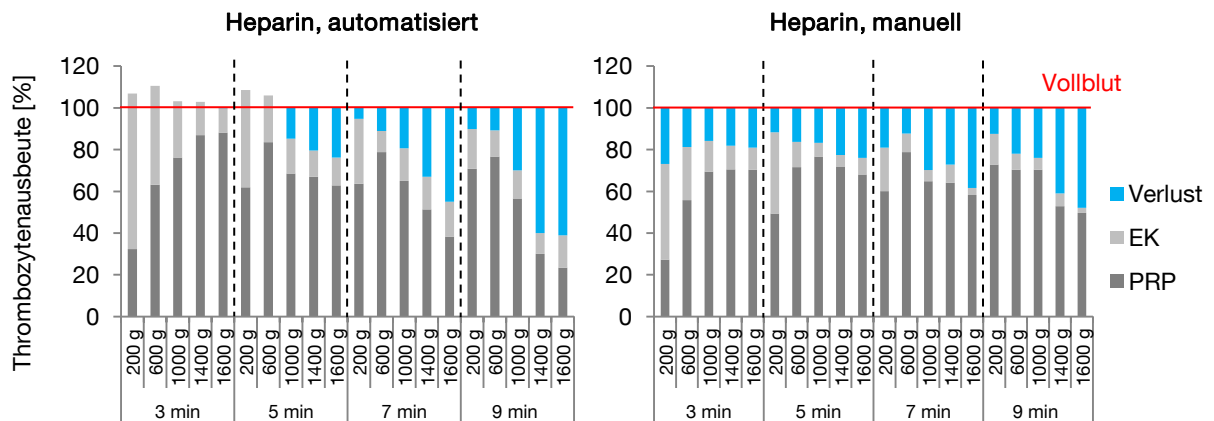 Heparin, automatisiert
Heparin, manuell
Thrombozytenausbeute [%]
120
100
80
60
40
20
0
200 g
600 g
1000 g
1400 g
1600 g
200 g
600 g
1000 g
1400 g
1600 g
200 g
600 g
1000 g
1400 g
1600 g
200 g
600 g
1000 g
1400 g
1600 g
3 min
5 min
7 min
9 min
120
100
80
60
40
20
0
200 g
600 g
1000 g
1400 g
1600 g
200 g
600 g
1000 g
1400 g
1600 g
200 g
600 g
1000 g
1400 g
1600 g
200 g
600 g
1000 g
1400 g
1600 g
3 min
5 min
7 min
9 min
Vollblut
Verlust
EK
PRP